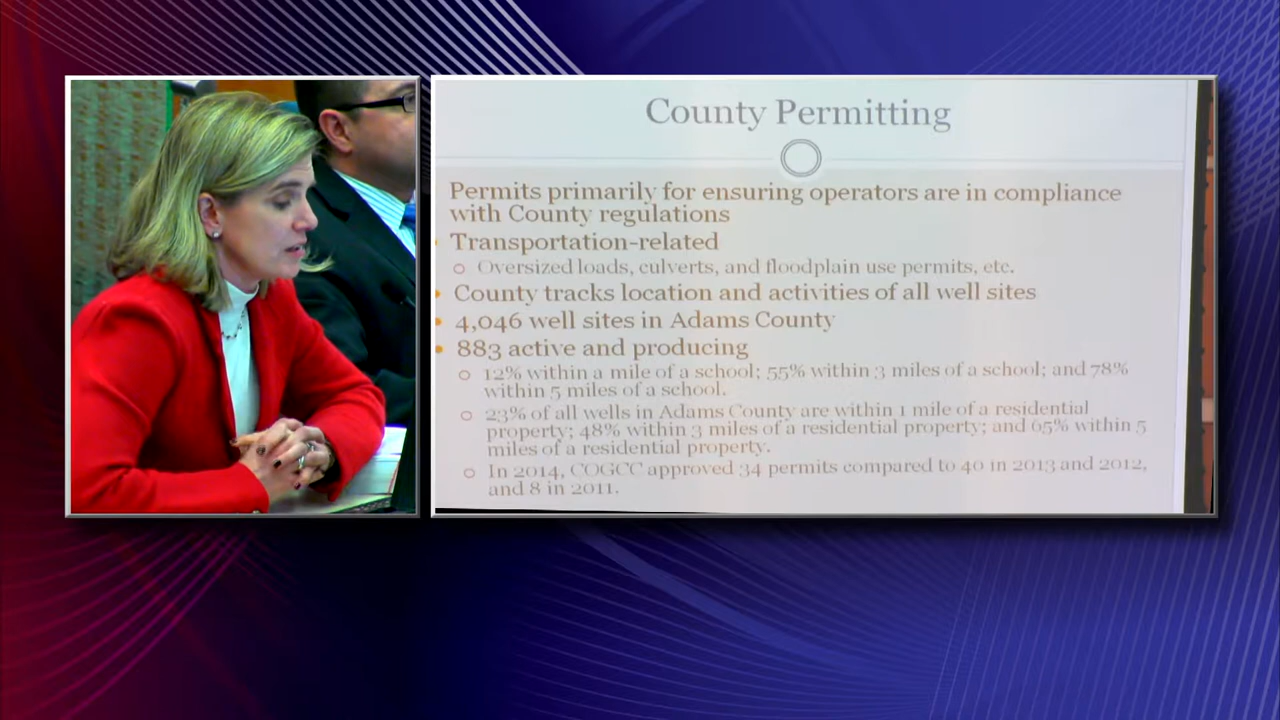 County Permitting
Permits primarily for ensuring operators are in compliance
with County regulations
Transportation-related
Oversized loads, culverts, and floodplain use permits, etc.
County tracks location and activities of all well sites
4,046 well sites in Adams County
883 active and producing
12% within a mile of a school; 55% within 3 miles of a school; and 78%
within 5 miles of a school.
23% of all wells in Adams County are within 1 mile of a residential
property; 48% within 3 miles of a residential property; and 65% within 5
miles of a residential property.
In 2014, COGCC approved 34 permits compared to 40 in 2013 and 2012,
and 8 in 2011.